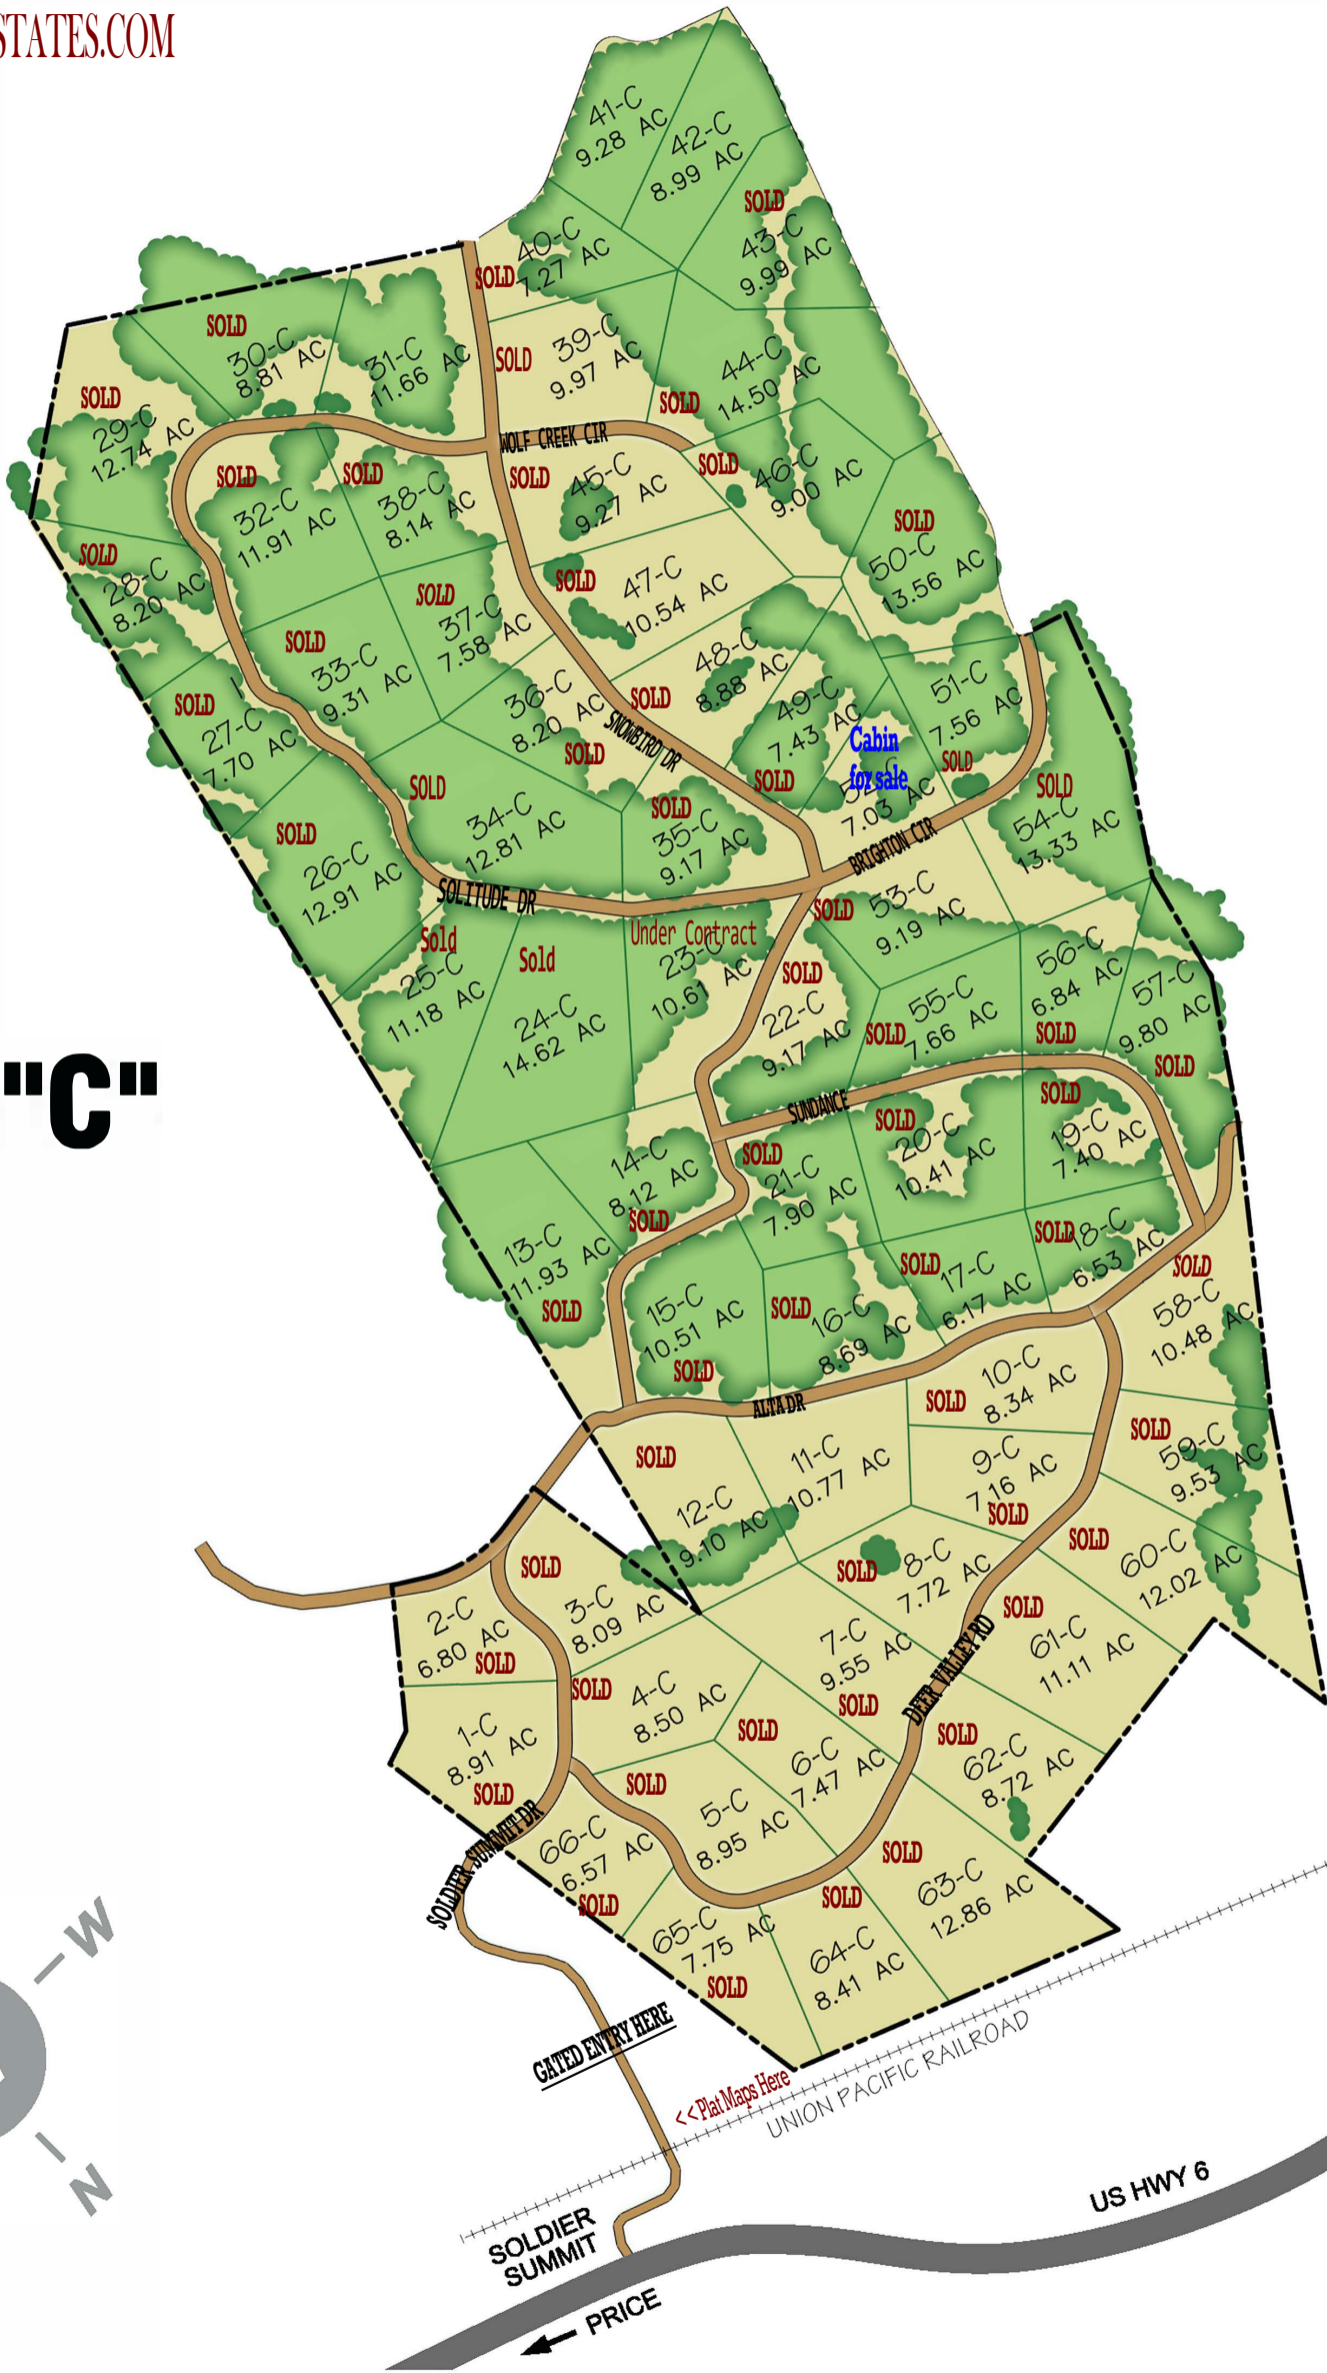 STATES.COM
41-C
9.28 AC
42-C
8.99 AC
SOLD
43-C
9.99 AC
40-C
SOLD
7.27 AC
SOLD
30-C
8.81 AC
31-C
11.66 AC
SOLD
39-C
9.97 AC
44-C
14.50 AC
SOLD
SOLD
29-C
12.74 AC
WOLF CREEK CIR
SOLD
32-C
11.91 AC
SOLD
38-C
8.14 AC
SOLD
45-C
9.27 AC
SOLD
46-C
9.00 AC
SOLD
50-C
13.56 AC
SOLD
28-C
8.20 AC
SOLD
37-C
7.58 AC
SOLD
47-C
10.54 AC
SOLD
33-C
9.31 AC
48-C
8.88 AC
SOLD
SOLD
27-C
7.70 AC
36-C
8.20 AC
SOLD
SNOWBIRD DR
49-C
7.43 AC
SOLD
Cabin
for sale
7.03 AC
51-C
7.56 AC
SOLD
SOLD
54-C
13.33 AC
SOLD
34-C
12.81 AC
SOLD
35-C
9.17 AC
SOLD
26-C
12.91 AC
BRIGHTON CIR
SOLITUDE DR
SOLD
53-C
9.19 AC
Sold
25-C
11.18 AC
Sold
24-C
14.62 AC
Under Contract
23-C
10.61 AC
SOLD
22-C
9.17 AC
56-C
6.84 AC
SOLD
57-C
9.80 AC
SOLD
55-C
SOLD
7.66 AC
"C"
SUNDANCE
SOLD
20-C
10.41 AC
SOLD
19-C
7.40 AC
14-C
8.12 AC
SOLD
SOLD
21-C
7.90 AC
13-C
11.93 AC
SOLD
SOLD
18-C
6.53 AC
SOLD
17-C
6.17 AC
SOLD
58-C
10.48 AC
15-C
10.51 AC
SOLD
SOLD
16-C
8.69 AC
ALTA DR
10-C
SOLD
8.34 AC
SOLD
12-C
9.10 AC
11-C
10.77 AC
9-C
7.16 AC
SOLD
SOLD
59-C
9.53 AC
SOLD
60-C
12.02 AC
SOLD
3-C
8.09 AC
SOLD
8-C
7.72 AC
2-C
6.80 AC
SOLD
SOLD
61-C
11.11 AC
7-C
9.55 AC
SOLD
DEER VALLEY RD
SOLD
4-C
8.50 AC
1-C
8.91 AC
SOLD
SOLD
6-C
7.47 AC
SOLD
62-C
8.72 AC
SOLD
5-C
8.95 AC
SOLDIER SUMMIT DR
66-C
6.57 AC
SOLD
SOLD
63-C
12.86 AC
SOLD
64-C
8.41 AC
65-C
7.75 AC
SOLD
W
N
GATED ENTRY HERE
<<Plat Maps Here
UNION PACIFIC RAILROAD
SOLDIER
SUMMIT
US HWY 6
PRICE